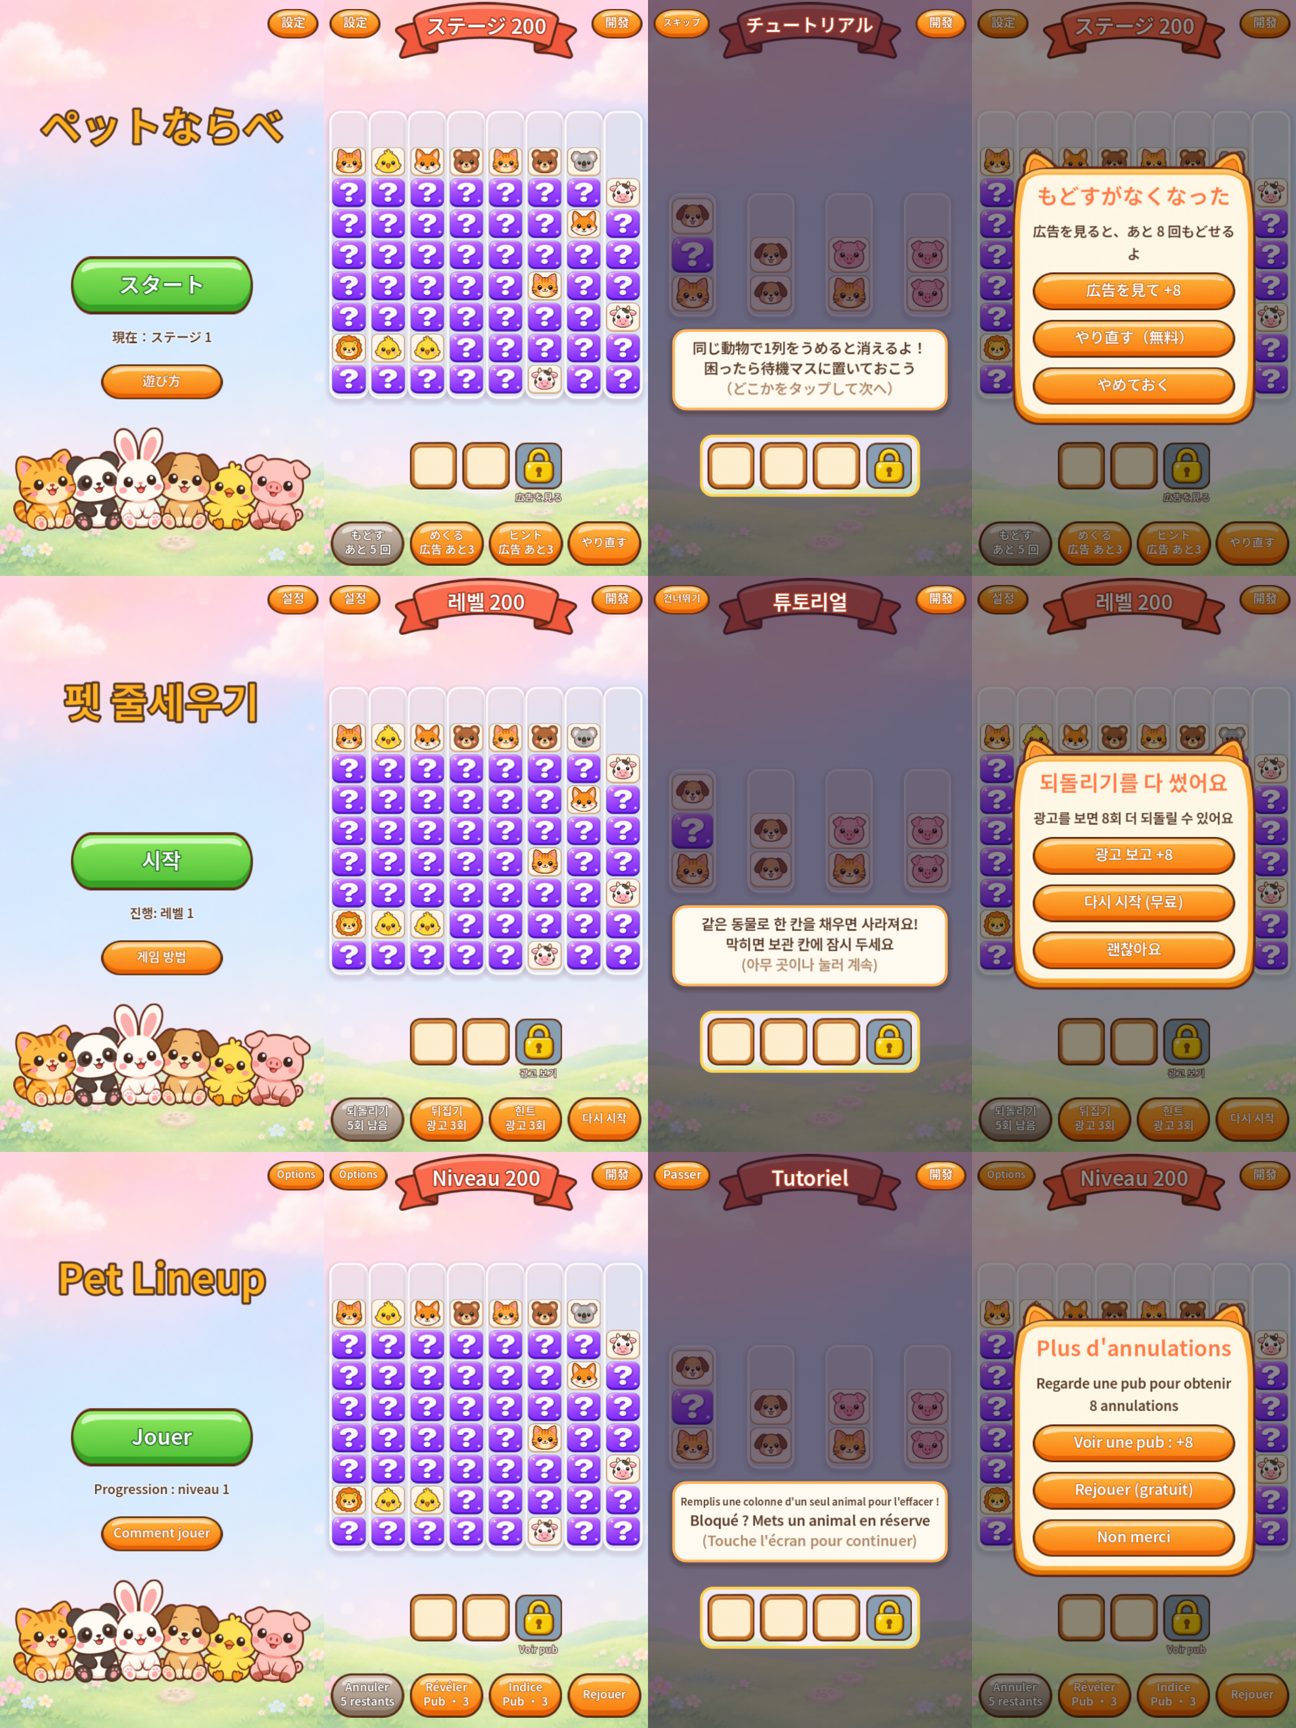 設定
ペットならべ
スタート
現在：ステージ 1
遊び方
設定
ステージ 200
開發
? ? ? ? ? ? ?
? ? ? ? ? ? ?
? ? ? ? ? ? ? ?
? ? ? ? ? ? ?
? ? ? ? ? ? ?
? ? ? ? ?
? ? ? ? ? ? ?
広告を見る
もどす
あと 5 回
めくる
広告 あと3
ヒント
広告 あと3
やり直す
スキップ
チュートリアル
開發
?
同じ動物で1列をうめると消えるよ！
困ったら待機マスに置いておこう
（どこかをタップして次へ）
設定
ステージ 200
開發
もどすがなくなった
広告を見ると、あと 8 回もどせる
よ
広告を見て +8
やり直す（無料）
やめておく
広告を見る
もどす
あと 5 回
めくる
広告 あと3
ヒント
広告 あと3
やり直す
설정
펫 줄세우기
시작
진행: 레벨 1
게임 방법
설정
레벨 200
開發
? ? ? ? ? ? ?
? ? ? ? ? ? ?
? ? ? ? ? ? ? ?
? ? ? ? ? ? ?
? ? ? ? ? ? ?
? ? ? ? ?
? ? ? ? ? ? ?
광고 보기
되돌리기
5회 남음
뒤집기
광고 3회
힌트
광고 3회
다시 시작
건너뛰기
튜토리얼
開發
?
같은 동물로 한 칸을 채우면 사라져요!
막히면 보관 칸에 잠시 두세요
(아무 곳이나 눌러 계속)
설정
레벨 200
開發
되돌리기를 다 썼어요
광고를 보면 8회 더 되돌릴 수 있어요
광고 보고 +8
다시 시작 (무료)
괜찮아요
광고 보기
되돌리기
5회 남음
뒤집기
광고 3회
힌트
광고 3회
다시 시작
Options
Pet Lineup
Jouer
Progression : niveau 1
Comment jouer
Options
Niveau 200
開發
? ? ? ? ? ? ?
? ? ? ? ? ? ?
? ? ? ? ? ? ? ?
? ? ? ? ? ? ?
? ? ? ? ? ? ?
? ? ? ? ?
? ? ? ? ? ? ?
Voir pub
Annuler
5 restants
Révéler
Pub · 3
Indice
Pub · 3
Rejouer
Passer
Tutoriel
開發
?
Remplis une colonne d'un seul animal pour l'effacer !
Bloqué ? Mets un animal en réserve
(Touche l'écran pour continuer)
Options
Niveau 200
開發
Plus d'annulations
Regarde une pub pour obtenir
8 annulations
Voir une pub : +8
Rejouer (gratuit)
Non merci
Voir pub
Annuler
5 restants
Révéler
Pub · 3
Indice
Pub · 3
Rejouer